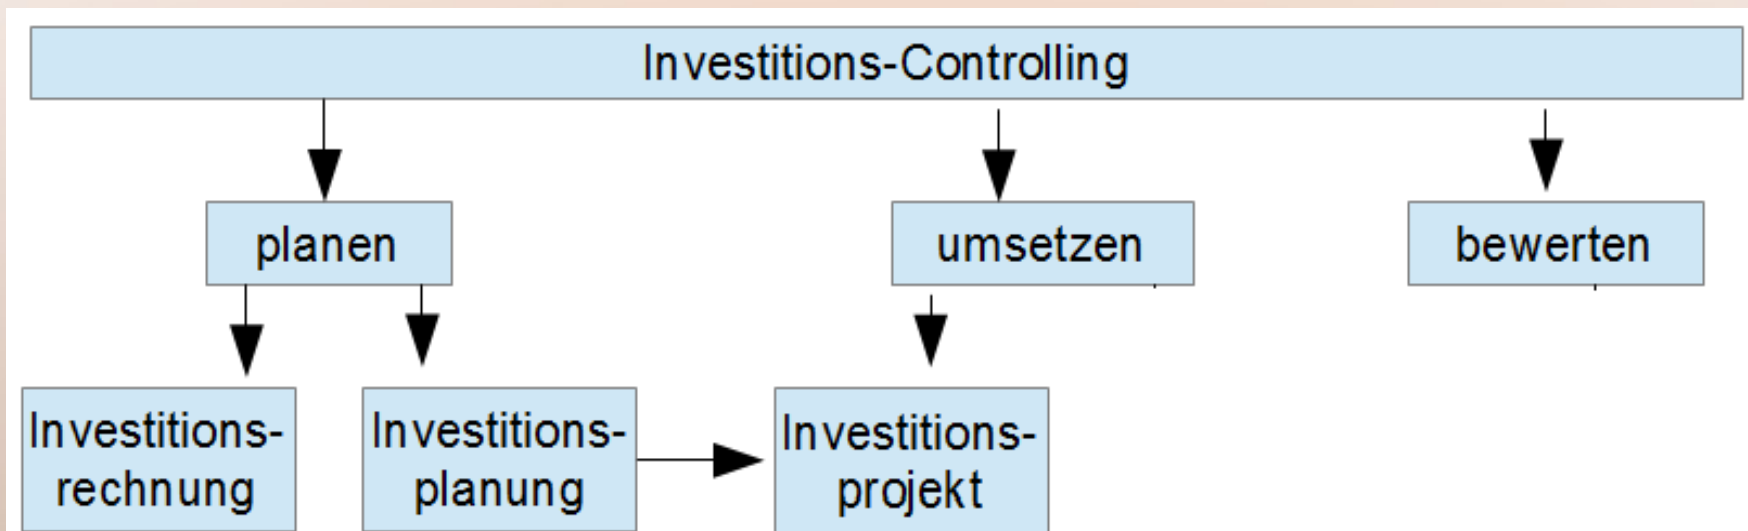 Investitions-Controlling
planen
umsetzen
bewerten
Investitions-
rechnung
Investitions-
planung
Investitions-
projekt